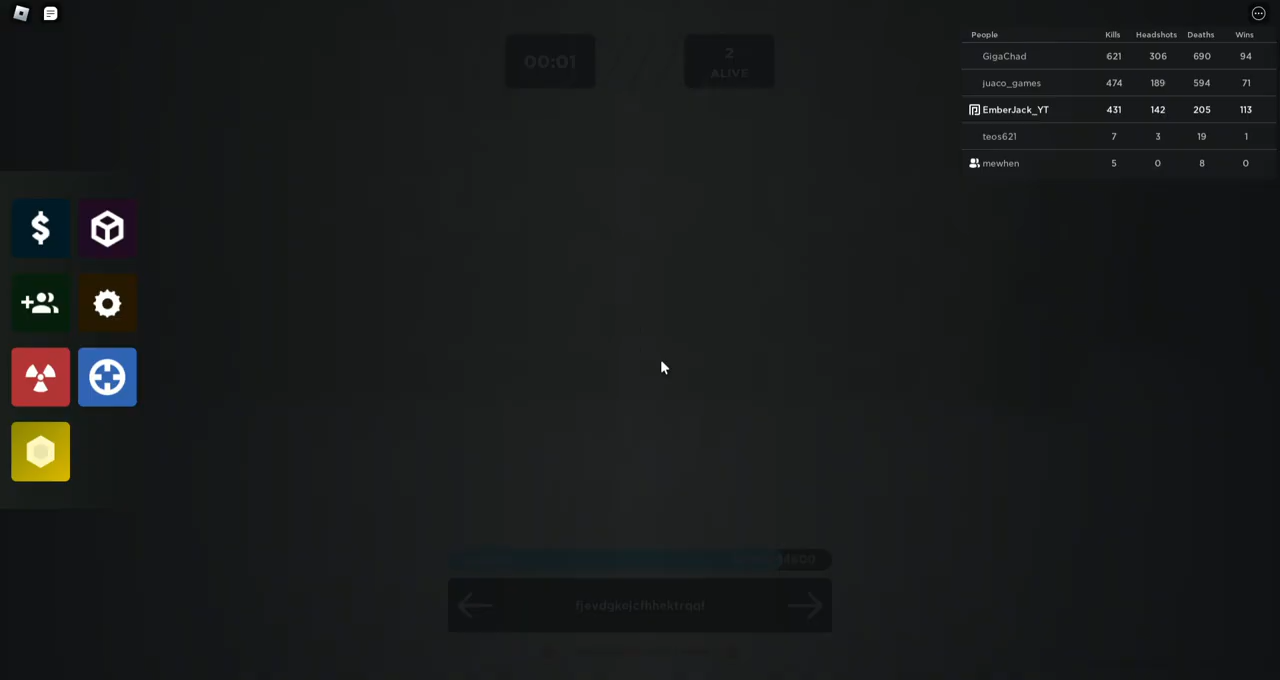 00:01
2
ALIVE
People Kills Headshots Deaths Wins
GigaChad 621 306 690 94
juaco_games 474 189 594 71
EmberJack_YT 431 142 205 113
teos621 7 3 19 1
mewhen 5 0 8 0
$